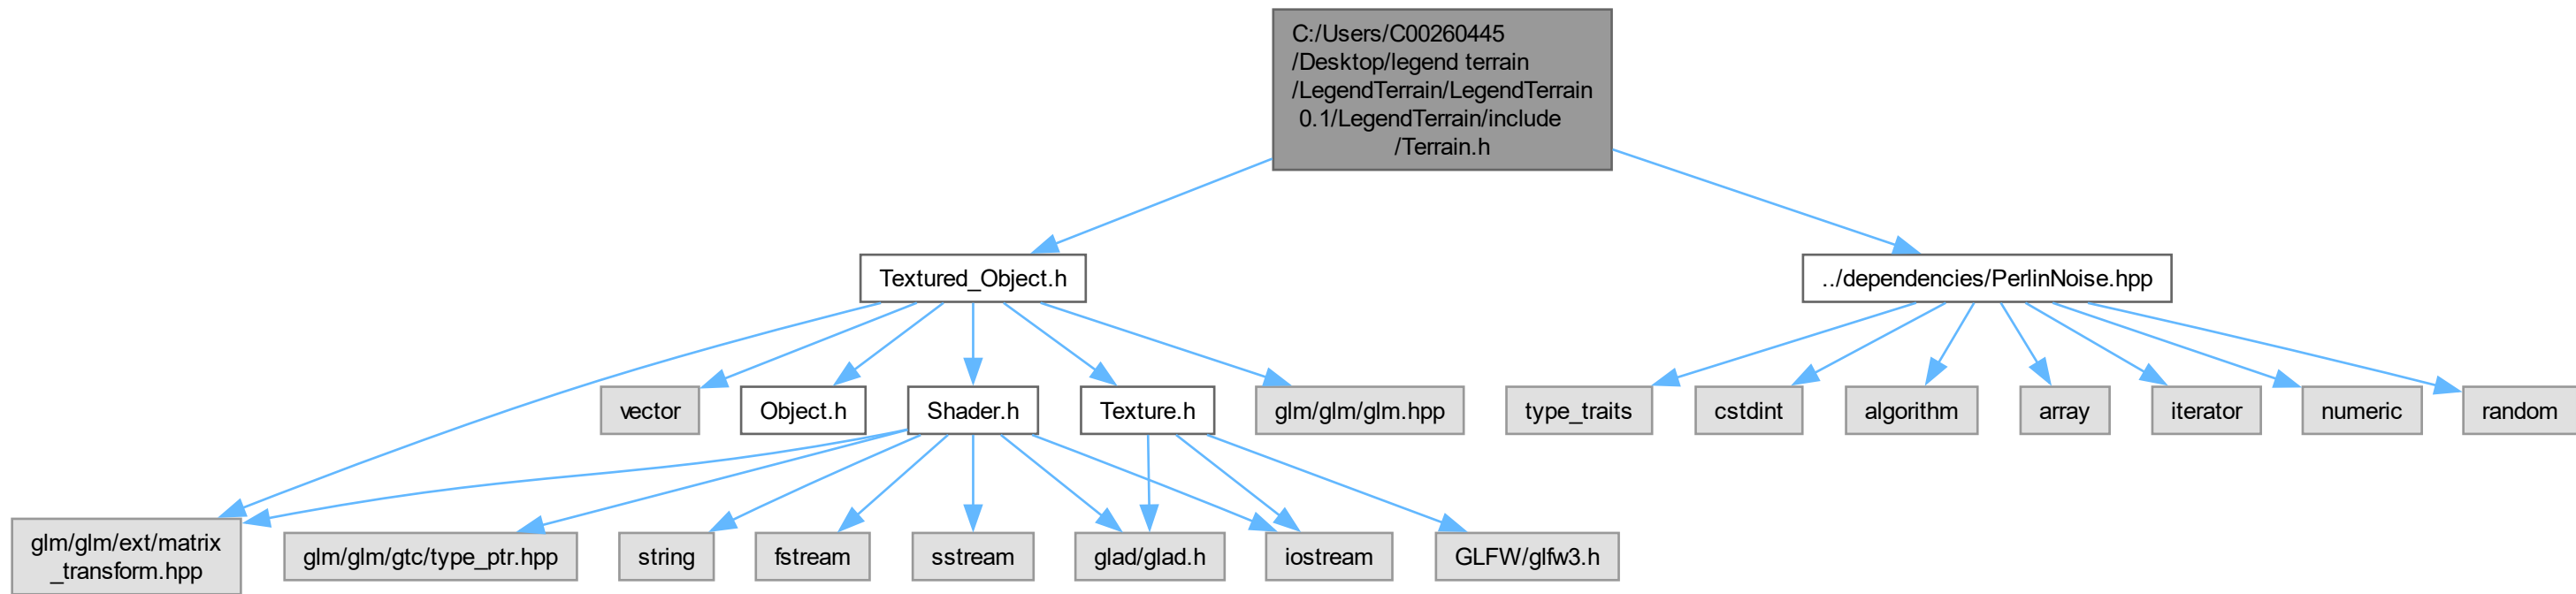 C:/Users/C00260445
/Desktop/legend terrain
/LegendTerrain/LegendTerrain
0.1/LegendTerrain/include
/Terrain.h
Textured_Object.h
../dependencies/PerlinNoise.hpp
vector
Object.h
Shader.h
Texture.h
glm/glm/glm.hpp
type_traits
cstdint
algorithm
array
iterator
numeric
random
glm/glm/ext/matrix
_transform.hpp
glm/glm/gtc/type_ptr.hpp
string
fstream
sstream
glad/glad.h
iostream
GLFW/glfw3.h